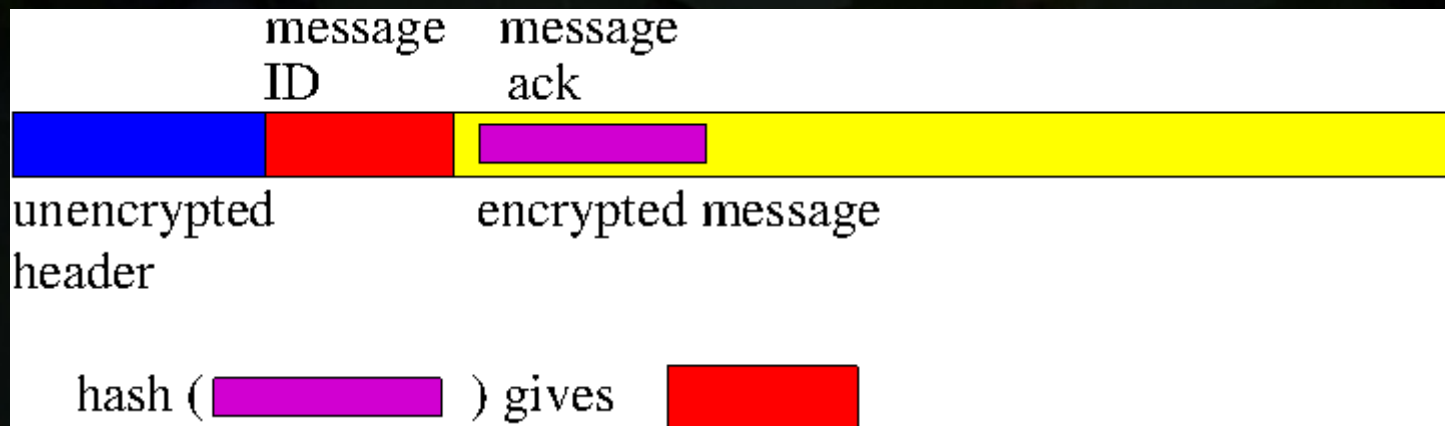 message message
ID ack
unencrypted encrypted message
header
hash ( ) gives